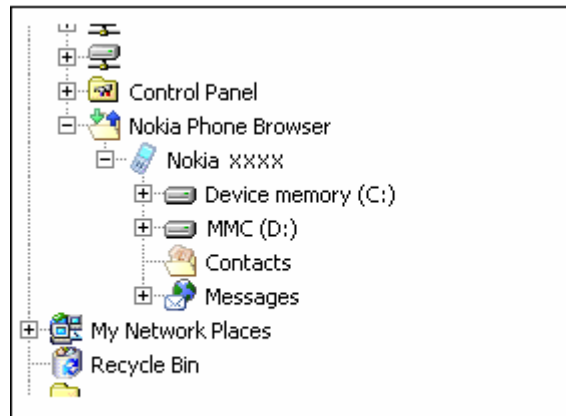 Control Panel
Nokia Phone Browser
Nokia xxxx
Device memory (C:)
MMC (D:)
Contacts
Messages
My Network Places
Recycle Bin